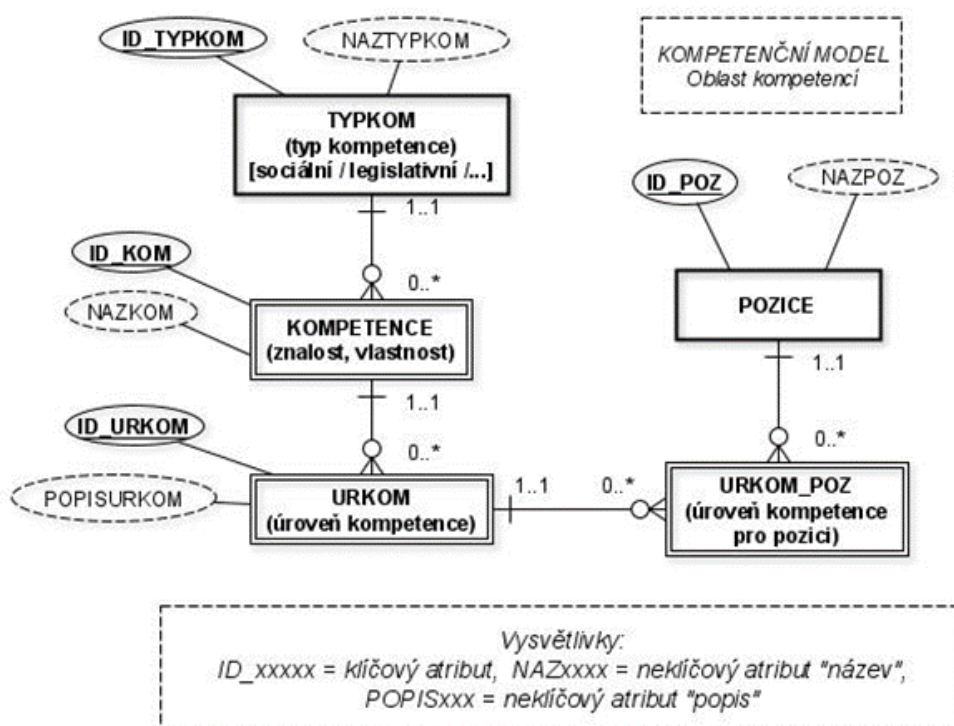 ID_TYPKOM
NAZTYPKOM
KOMPETENČNÍ MODEL
Oblast kompetencí
TYPKOM
(typ kompetence)
[sociální / legislativní /...]
ID_POZ
NAZPOZ
1..1
ID_KOM
0..*
NAZKOM
KOMPETENCE
(znalost, vlastnost)
POZICE
1..1
1..1
ID_URKOM
0..*
0..*
POPISURKOM
URKOM
(úroveň kompetence)
1..1
0..*
URKOM_POZ
(úroveň kompetence
pro pozici)
Vysvětlivky:
ID_xxxxx = klíčový atribut, NAZxxxx = neklíčový atribut "název",
POPISxxx = neklíčový atribut "popis"